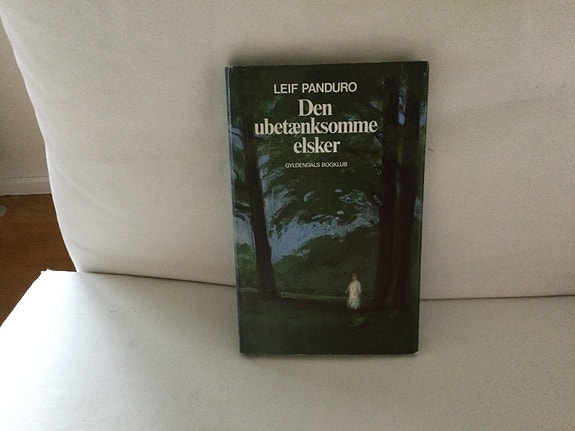 LEIF PANDURO
Den
ubetænksomme
elsker
GYLDENDALS BOGKLUB